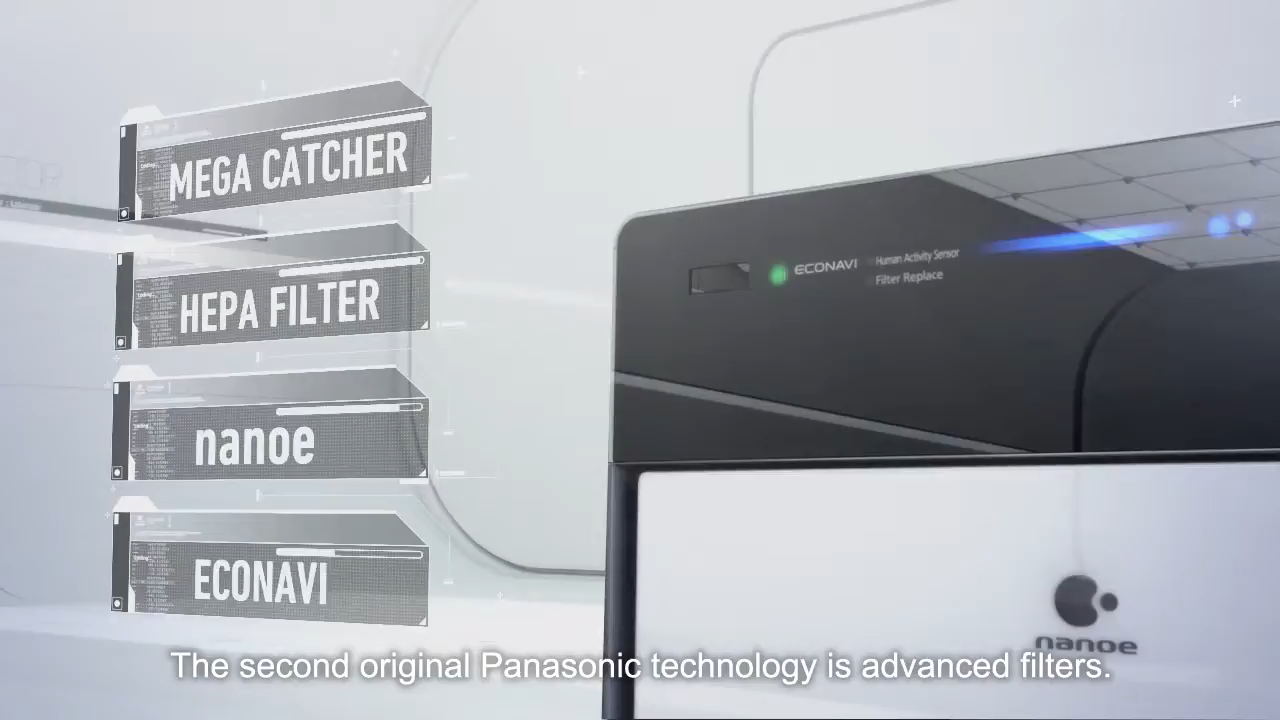 MEGA CATCHER
HEPA FILTER
nanoe
ECONAVI
ECONAVI
Human Activity Sensor
Filter Replace
nanoe
The second original Panasonic technology is advanced filters.